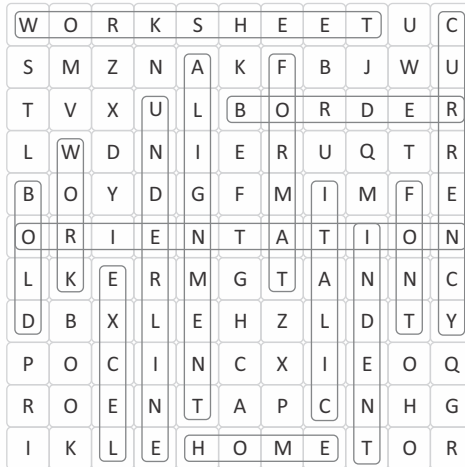 W O R K S H E E T U C
S M Z N A K F B J W U
T V X U L B O R D E R
L W D N I E R U Q T R
B O Y D G F M I M F E
O R I E N T A T I O N
L K E R M G T A N N C
D B X L E H Z L D T Y
P O C I N C X I E O Q
R O E N T A P C N H G
I K L E H O M E T O R